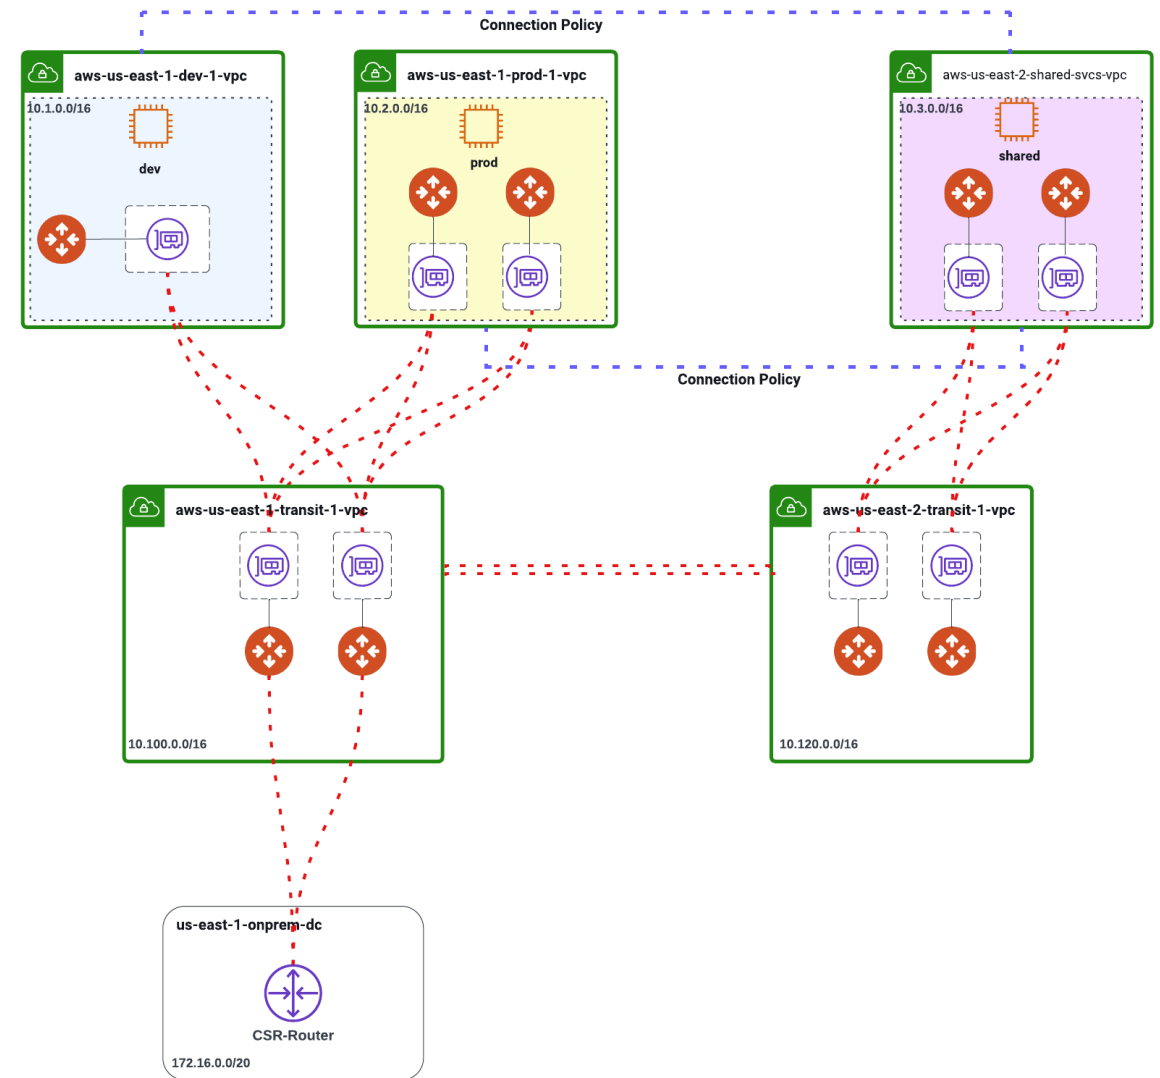 Connection Policy
aws-us-east-1-dev-1-vpc
aws-us-east-1-prod-1-vpc
aws-us-east-2-shared-svcs-vpc
10.1.0.0/16
10.2.0.0/16
10.3.0.0/16
dev
prod
shared
Connection Policy
aws-us-east-1-transit-1-vpc
aws-us-east-2-transit-1-vpc
10.100.0.0/16
10.120.0.0/16
us-east-1-onprem-dc
CSR-Router
172.16.0.0/20